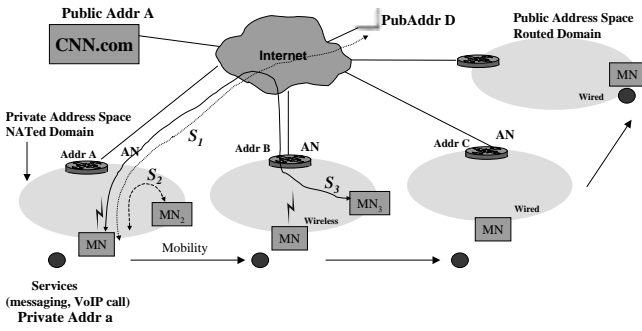 Public Addr A
CNN.com
Internet
PubAddr D
Public Address Space
Routed Domain
MN
Wired
Private Address Space
NATed Domain
Addr A
AN
S1
S2
MN2
MN
Addr B
AN
S3
MN3
Wireless
MN
Addr C
AN
Wired
MN
Mobility
Services
(messaging, VoIP call)
Private Addr a